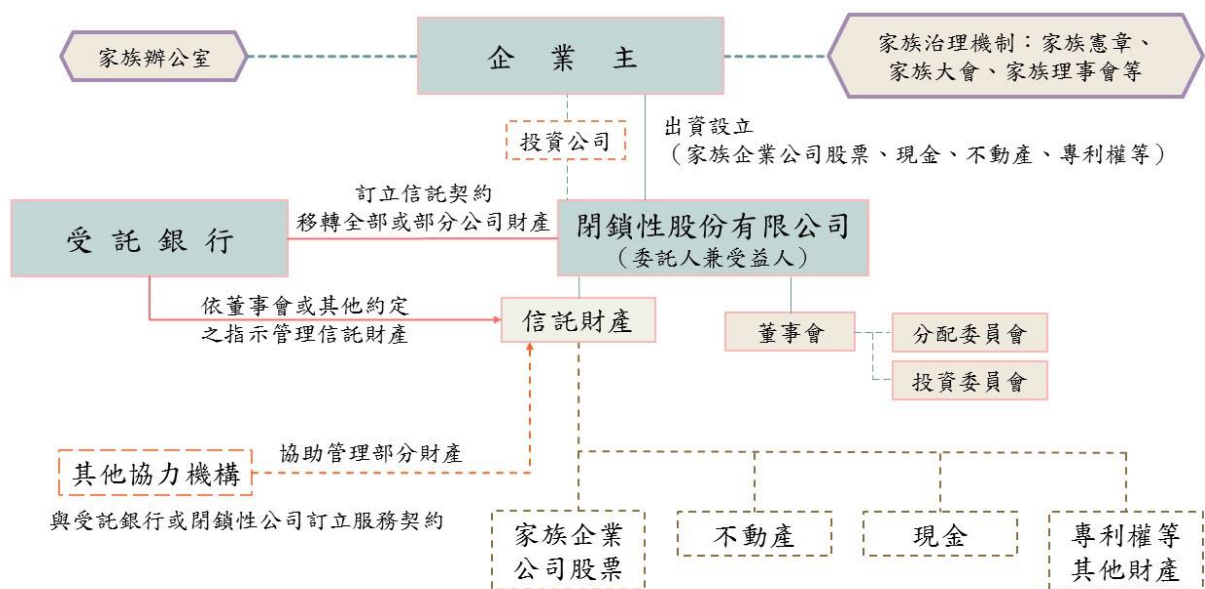 家族辦公室
企業主
家族治理機制：家族憲章、
家族大會、家族理事會等
投資公司
出資設立
（家族企業公司股票、現金、不動產、專利權等）
訂立信託契約
移轉全部或部分公司財產
受託銀行
閉鎖性股份有限公司
（委託人兼受益人）
依董事會或其他約定
之指示管理信託財產
信託財產
董事會
分配委員會
投資委員會
協助管理部分財產
其他協力機構
與受託銀行或閉鎖性公司訂立服務契約
家族企業
公司股票
不動產
現金
專利權等
其他財產